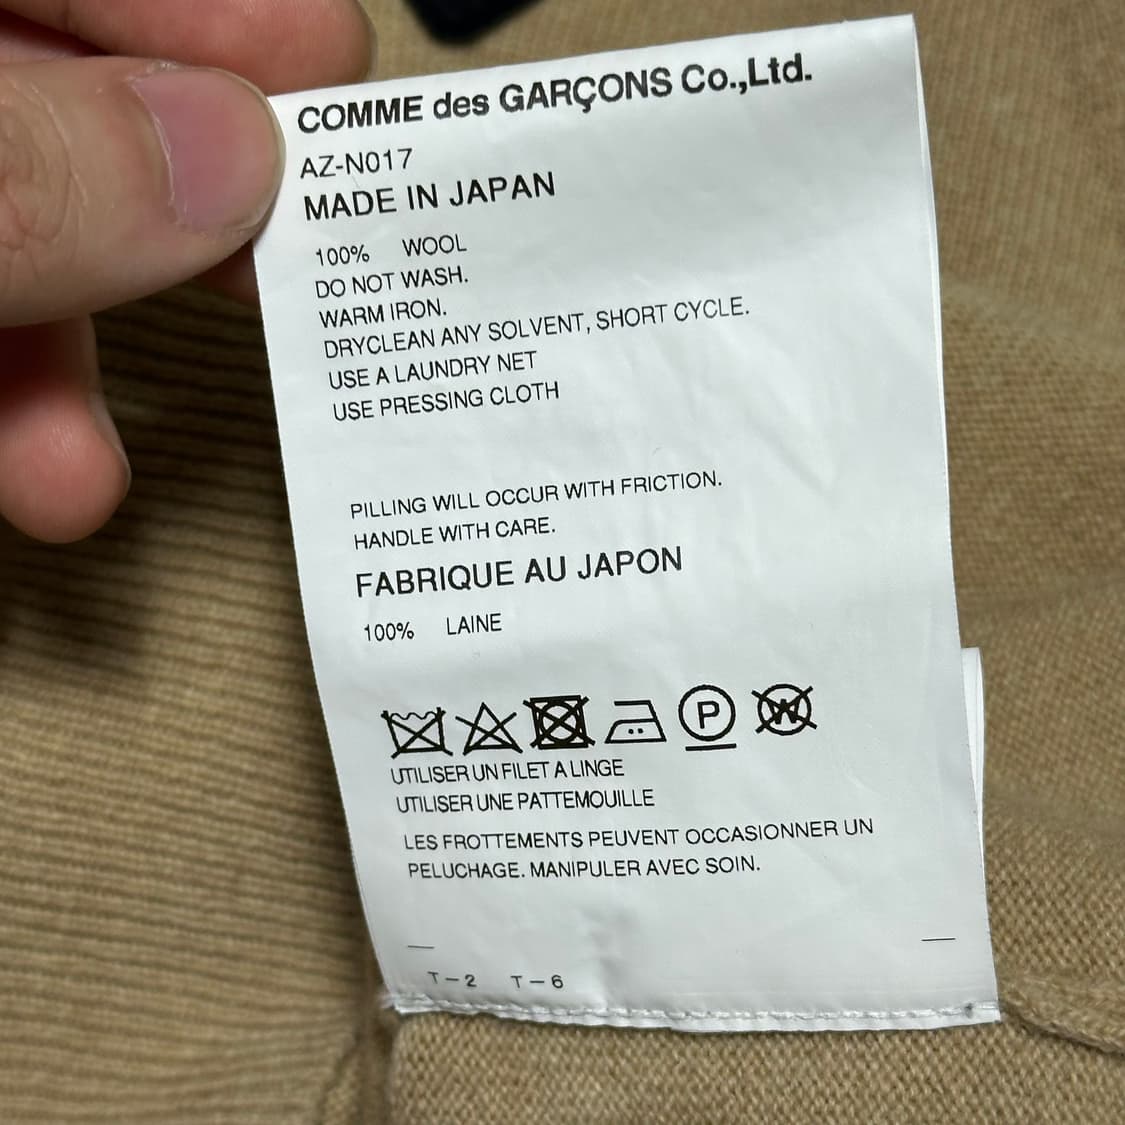 COMME des GARÇONS Co.,Ltd.
AZ-N017
MADE IN JAPAN
100% WOOL
DO NOT WASH.
WARM IRON.
DRYCLEAN ANY SOLVENT, SHORT CYCLE.
USE A LAUNDRY NET
USE PRESSING CLOTH
PILLING WILL OCCUR WITH FRICTION.
HANDLE WITH CARE.
FABRIQUE AU JAPON
100% LAINE
P W
UTILISER UN FILET A LINGE
UTILISER UNE PATTEMOUILLE
LES FROTTEMENTS PEUVENT OCCASIONNER UN
PELUCHAGE. MANIPULER AVEC SOIN.
T-2 T-6